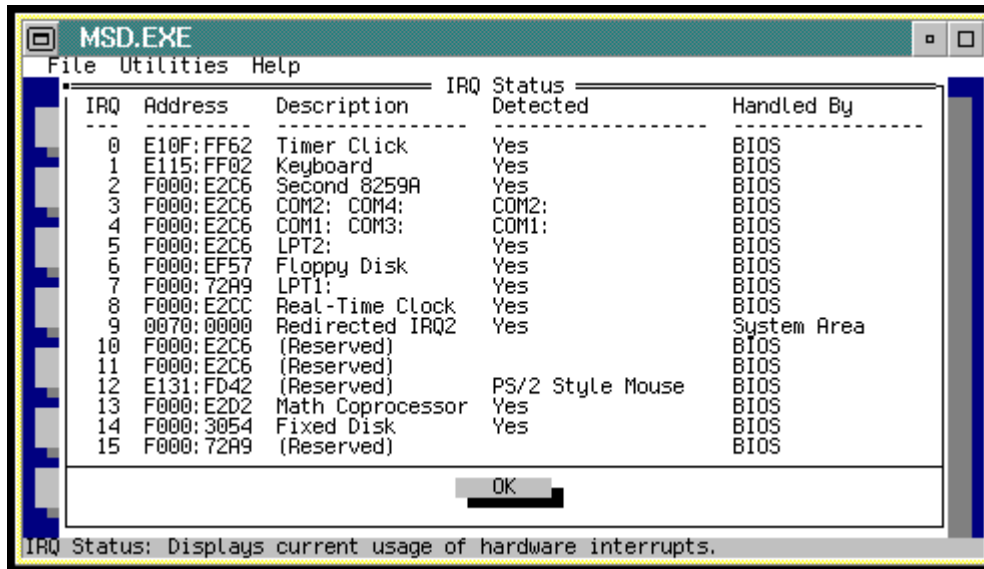 MSD.EXE
File Utilities Help
IRQ Status
IRQ Address Description Detected Handled By
--- --------- ---------------- ------------------ ----------------
0 E10F:FF62 Timer Click Yes BIOS
1 E115:FF02 Keyboard Yes BIOS
2 F000:E2C6 Second 8259A Yes BIOS
3 F000:E2C6 COM2: COM4: COM2: BIOS
4 F000:E2C6 COM1: COM3: COM1: BIOS
5 F000:E2C6 LPT2: Yes BIOS
6 F000:EF57 Floppy Disk Yes BIOS
7 F000:72A9 LPT1: Yes BIOS
8 F000:E2CC Real-Time Clock Yes BIOS
9 0070:0000 Redirected IRQ2 Yes System Area
10 F000:E2C6 (Reserved) BIOS
11 F000:E2C6 (Reserved) BIOS
12 E131:FD42 (Reserved) PS/2 Style Mouse BIOS
13 F000:E2D2 Math Coprocessor Yes BIOS
14 F000:3054 Fixed Disk Yes BIOS
15 F000:72A9 (Reserved) BIOS
OK
IRQ Status: Displays current usage of hardware interrupts.